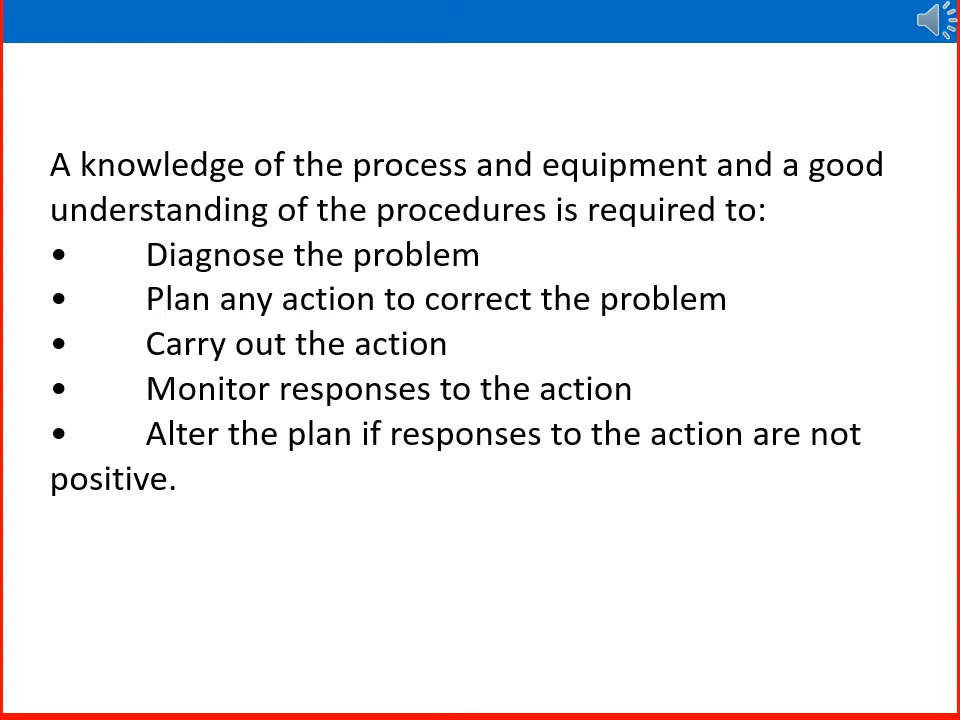 A knowledge of the process and equipment and a good
understanding of the procedures is required to:
• Diagnose the problem
• Plan any action to correct the problem
• Carry out the action
• Monitor responses to the action
• Alter the plan if responses to the action are not
positive.